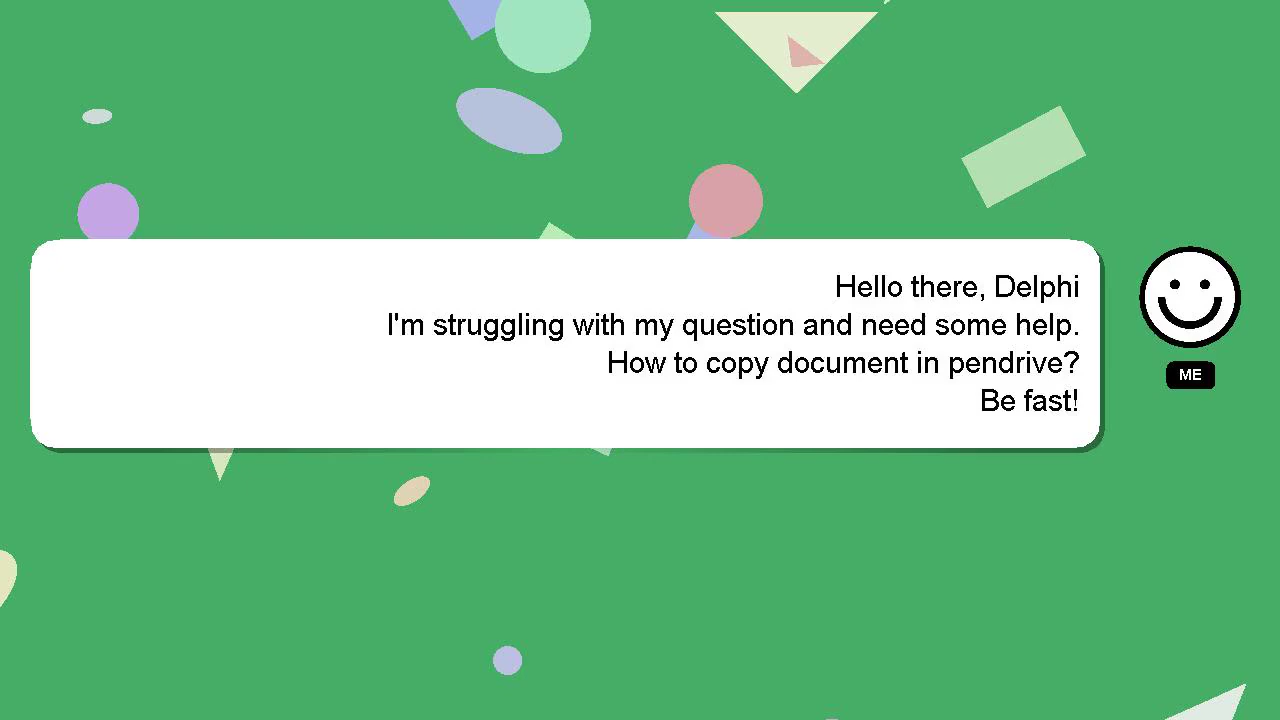 Hello there, Delphi
I'm struggling with my question and need some help.
How to copy document in pendrive?
Be fast!
ME